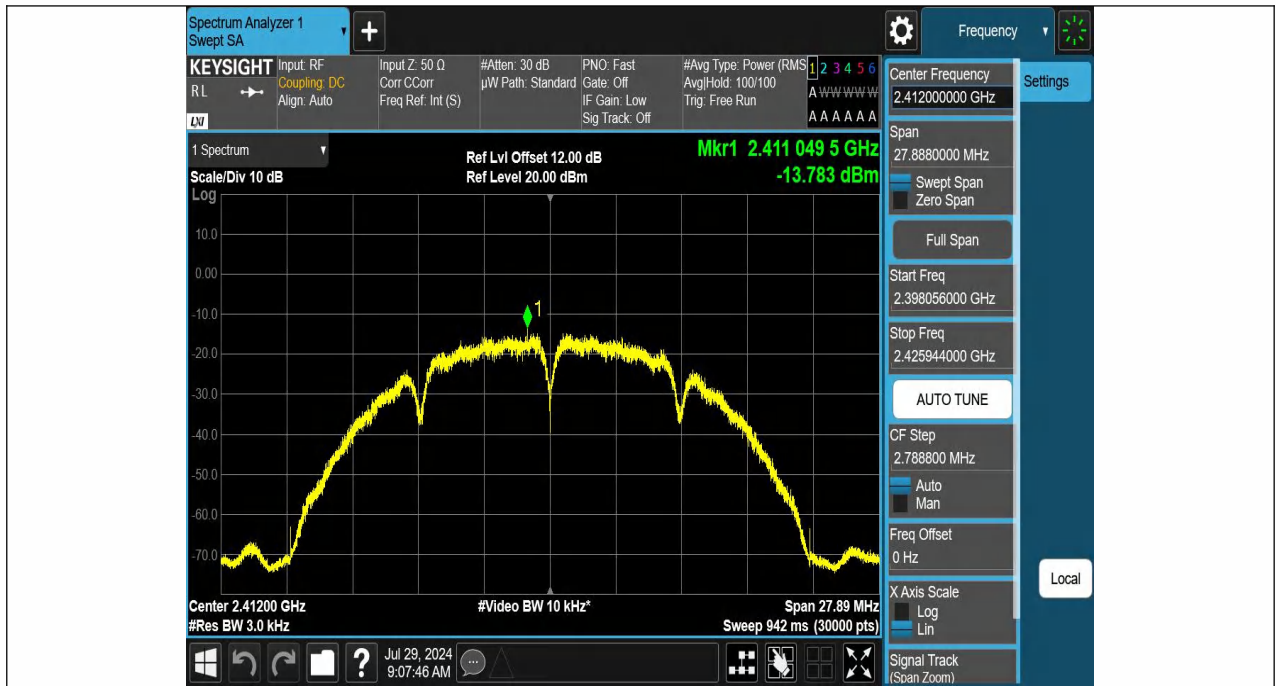 Spectrum Analyzer 1
Swept SA
+
Frequency
KEYSIGHT
RL
LXI
Input: RF
Coupling: DC
Align: Auto
Input Z: 50 Ω
Corr CCorr
Freq Ref: Int (S)
#Atten: 30 dB
µW Path: Standard
PNO: Fast
Gate: Off
IF Gain: Low
Sig Track: Off
#Avg Type: Power (RMS
Avg|Hold: 100/100
Trig: Free Run
1 2 3 4 5 6
A W W W W W
A A A A A A
1 Spectrum
Scale/Div 10 dB
Log
Ref Lvl Offset 12.00 dB
Ref Level 20.00 dBm
Mkr1 2.411 049 5 GHz
-13.783 dBm
10.0
0.00
-10.0
-20.0
-30.0
-40.0
-50.0
-60.0
-70.0
1
Center 2.41200 GHz
#Res BW 3.0 kHz
#Video BW 10 kHz*
Span 27.89 MHz
Sweep 942 ms (30000 pts)
Center Frequency
2.412000000 GHz
Settings
Span
27.8880000 MHz
Swept Span
Zero Span
Full Span
Start Freq
2.398056000 GHz
Stop Freq
2.425944000 GHz
AUTO TUNE
CF Step
2.788800 MHz
Auto
Man
Freq Offset
0 Hz
X Axis Scale
Log
Lin
Local
Signal Track
(Span Zoom)
?
Jul 29, 2024
9:07:46 AM